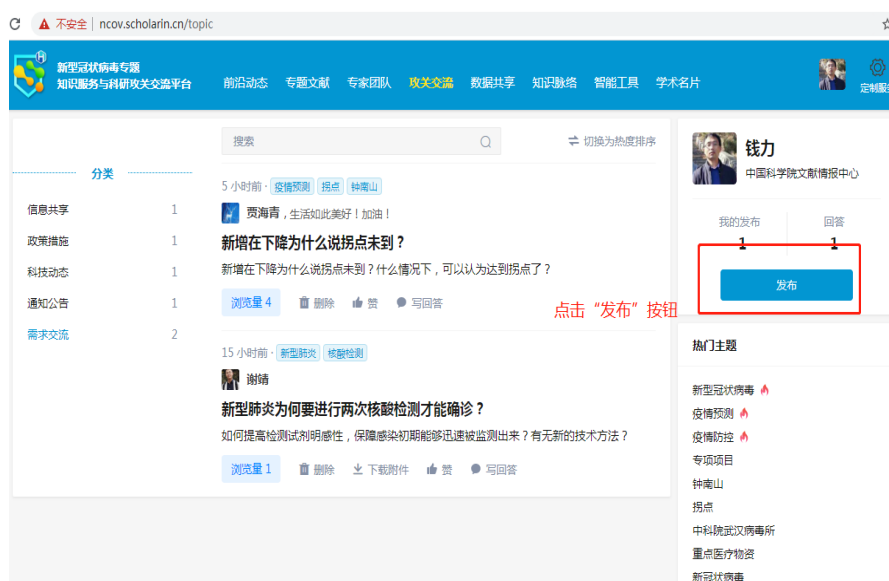 不安全 | ncov.scholarin.cn/topic
新型冠状病毒专题
知识服务与科研攻关交流平台
前沿动态 专题文献 专家团队 攻关交流 数据共享 知识脉络 智能工具 学术名片
定制服务
搜索
切换为热度排序
分类
信息共享 1
政策措施 1
科技动态 1
通知公告 1
需求交流 2
5 小时前 · 疫情预测 拐点 钟南山
贾海青 , 生活如此美好!加油!
新增在下降为什么说拐点未到?
新增在下降为什么说拐点未到?什么情况下,可以认为达到拐点了?
浏览量 4 删除 赞 写回答
15 小时前 · 新型肺炎 核酸检测
谢靖
新型肺炎为何要进行两次核酸检测才能确诊?
如何提高检测试剂明感性,保障感染初期能够迅速被监测出来?有无新的技术方法?
浏览量 1 删除 下载附件 赞 写回答
钱力
中国科学院文献情报中心
我的发布 回答
1 1
发布
点击“发布”按钮
热门主题
新型冠状病毒
疫情预测
疫情防控
专项项目
钟南山
拐点
中科院武汉病毒所
重点医疗物资
新冠状病毒